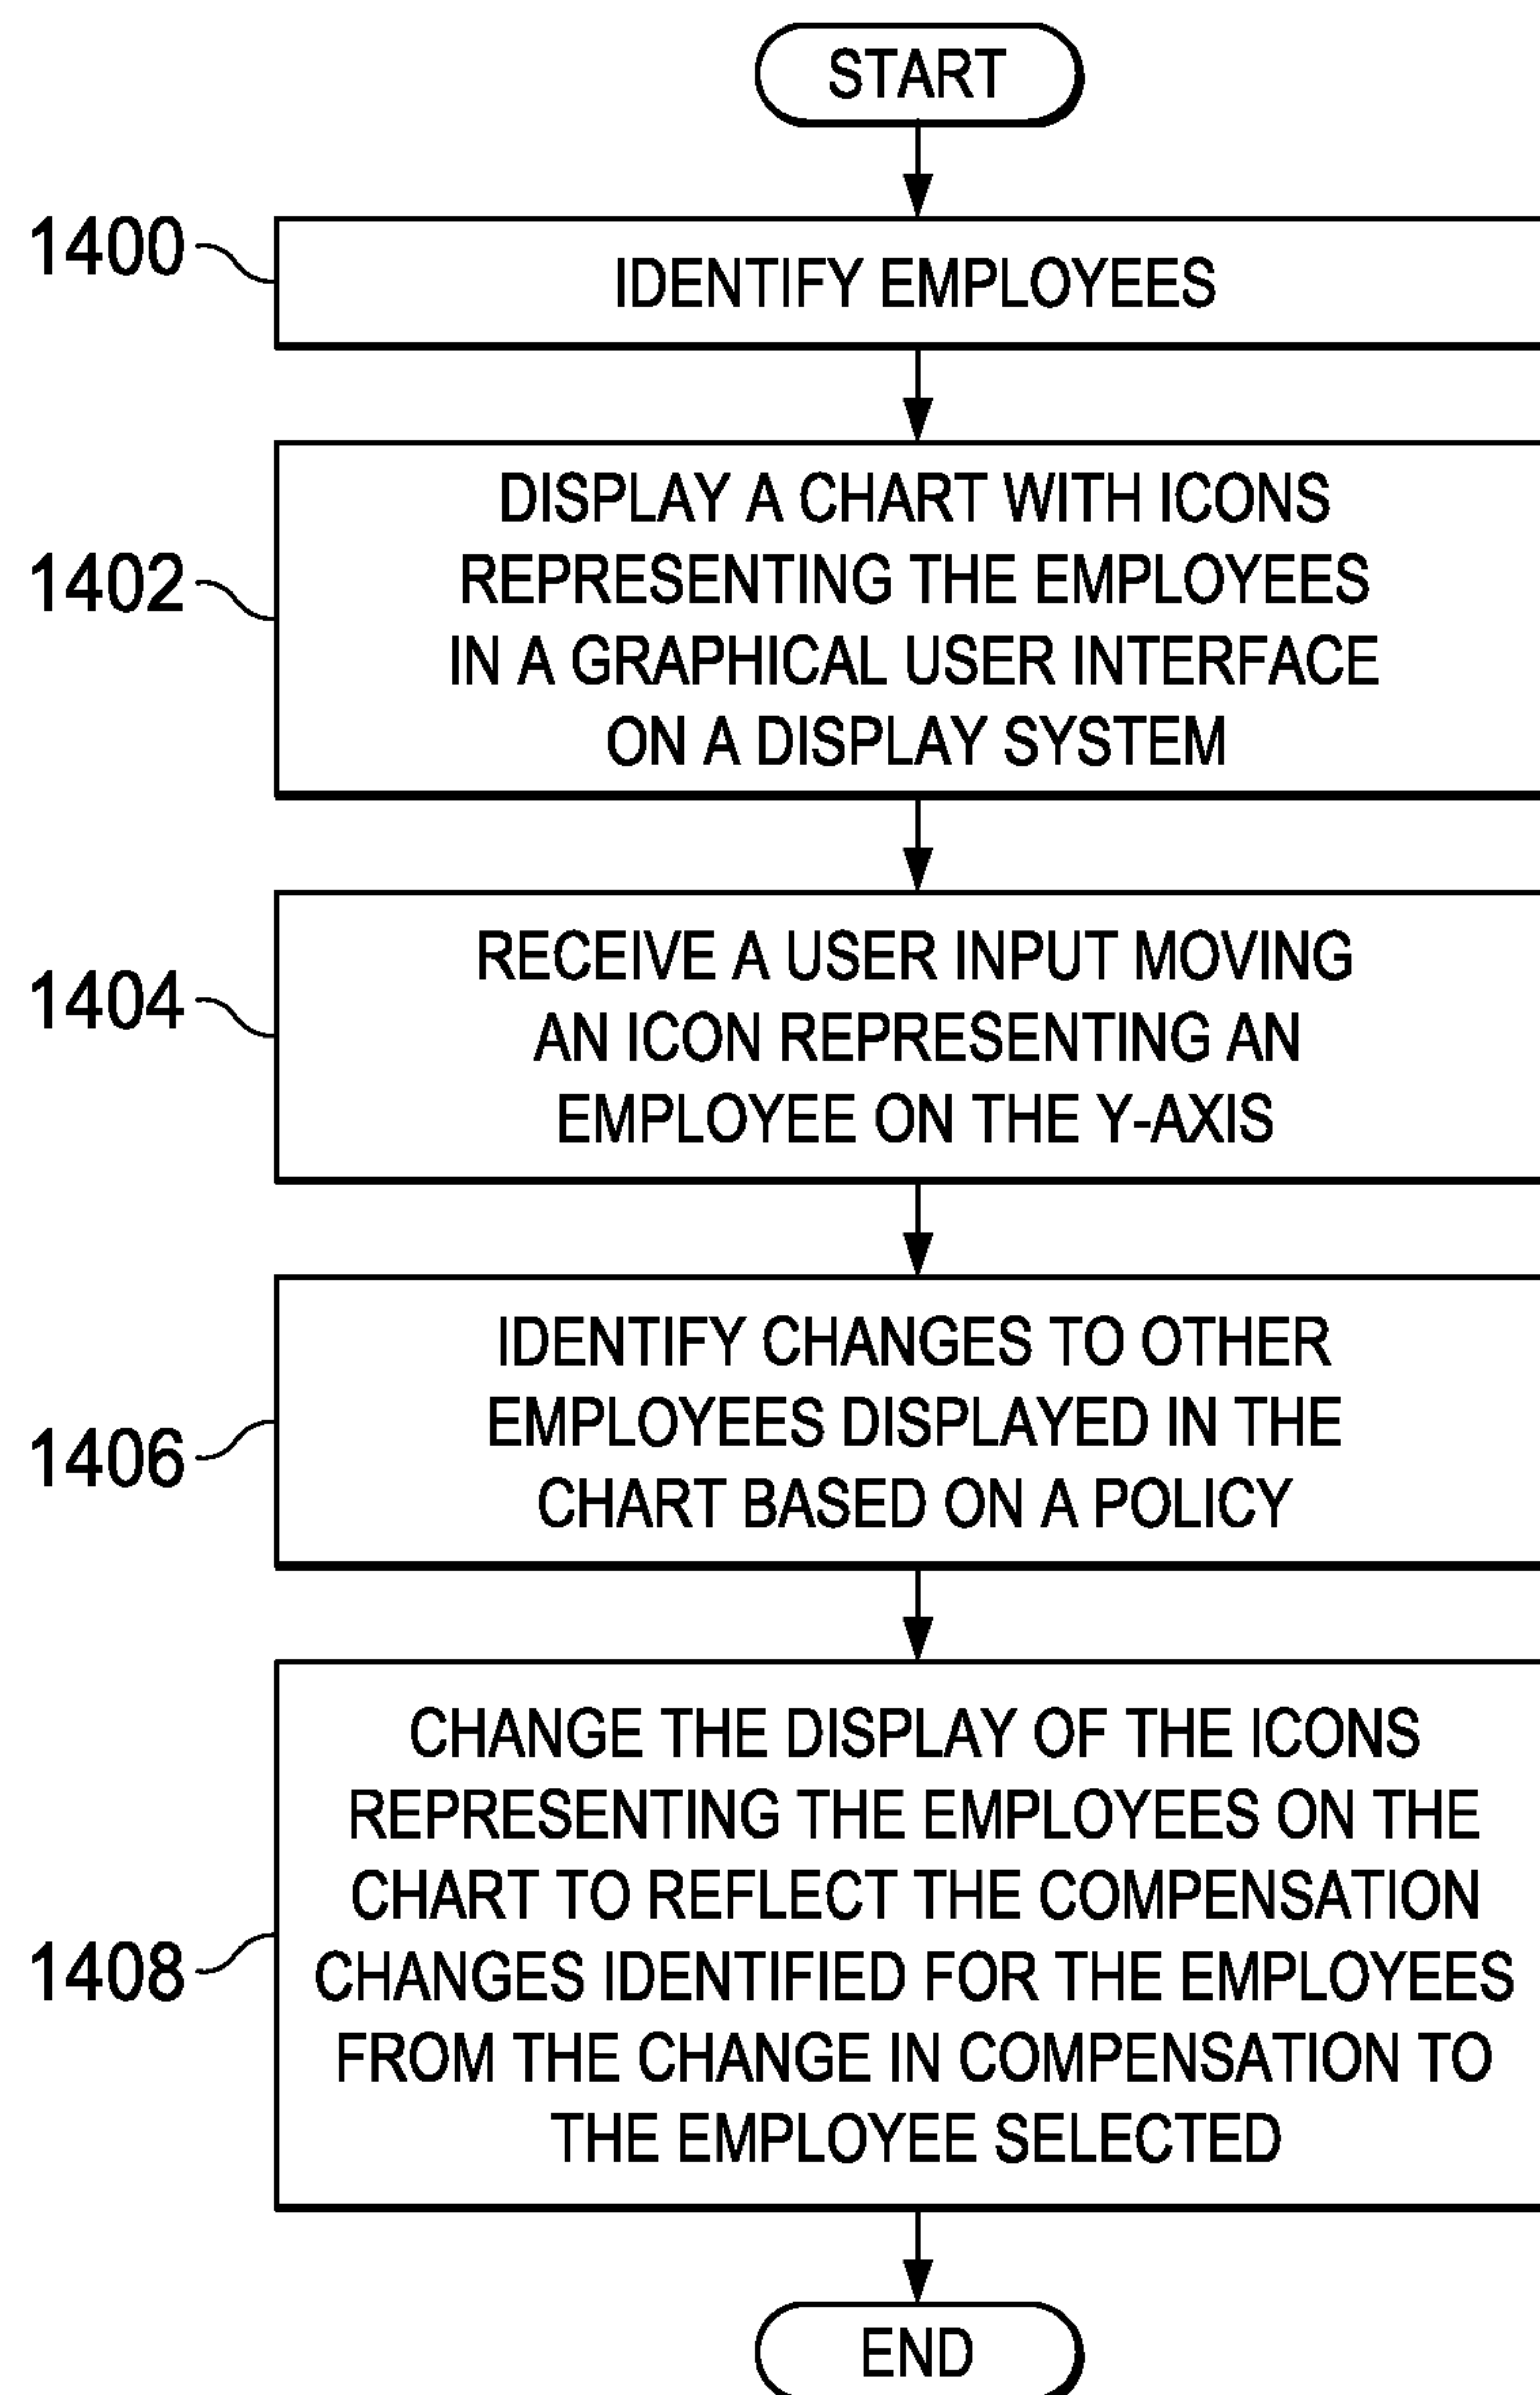 START
1400
IDENTIFY EMPLOYEES
DISPLAY A CHART WITH ICONS
1402
REPRESENTING THE EMPLOYEES
IN A GRAPHICAL USER INTERFACE
ON A DISPLAY SYSTEM
RECEIVE A USER INPUT MOVING
1404
AN ICON REPRESENTING AN
EMPLOYEE ON THE Y-AXIS
IDENTIFY CHANGES TO OTHER
EMPLOYEES DISPLAYED IN THE
1406
CHART BASED ON A POLICY
CHANGE THE DISPLAY OF THE ICONS
REPRESENTING THE EMPLOYEES ON THE
CHART TO REFLECT THE COMPENSATION
1408
CHANGES IDENTIFIED FOR THE EMPLOYEES
FROM THE CHANGE IN COMPENSATION TO
THE EMPLOYEE SELECTED
END